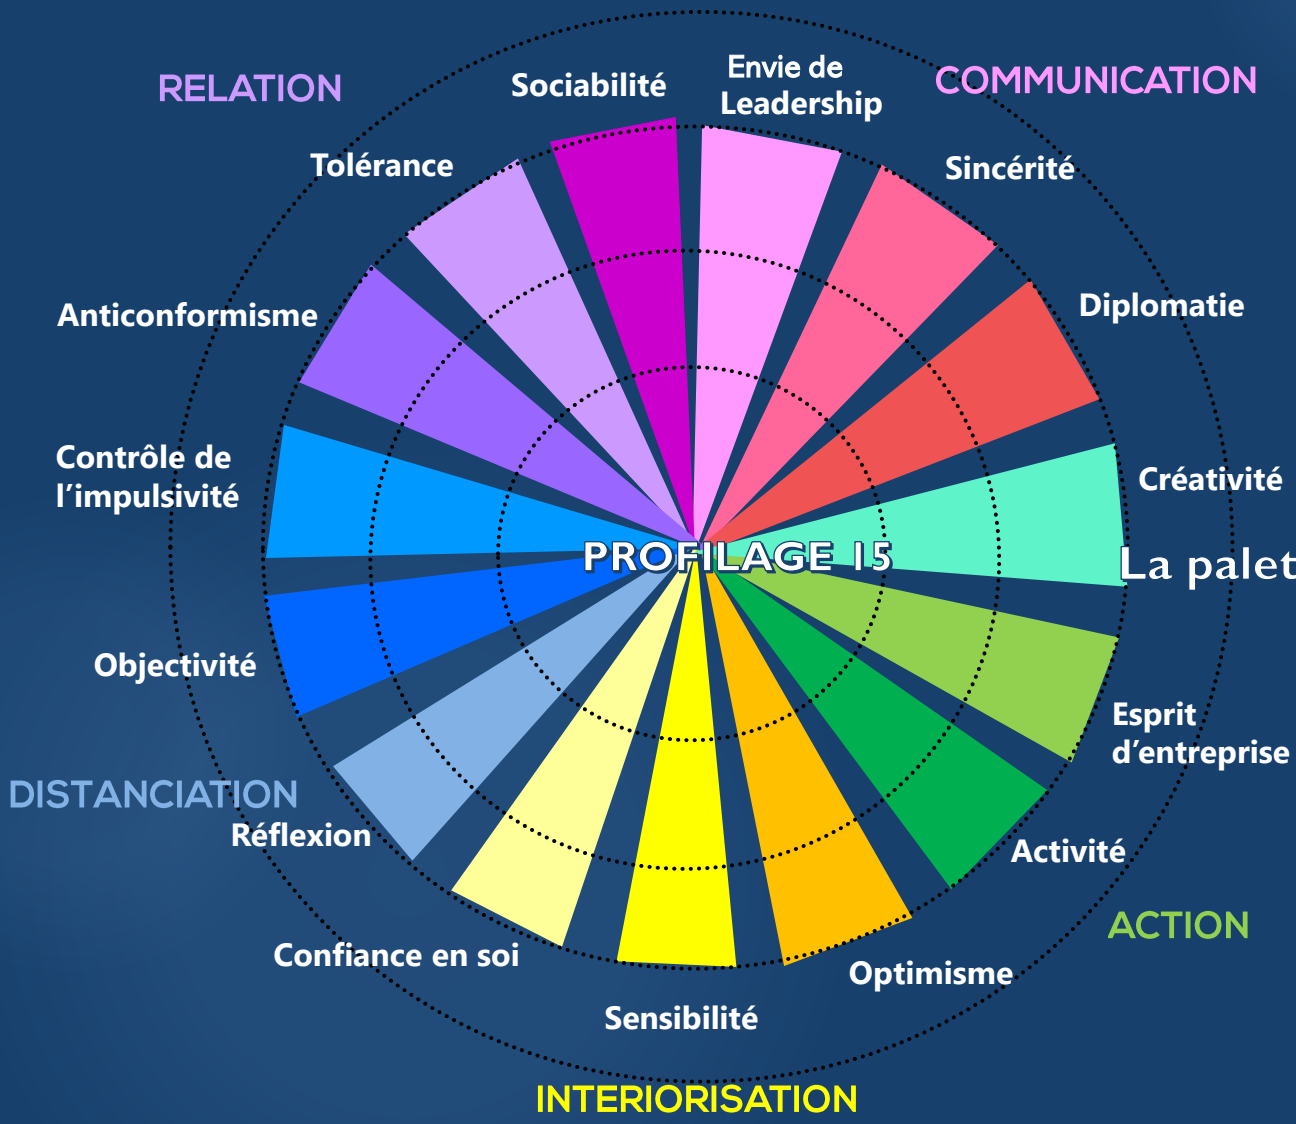 RELATION
Sociabilité
Envie de
Leadership
COMMUNICATION
Tolérance
Sincérité
Anticonformisme
Diplomatie
Contrôle de
l’impulsivité
Créativité
PROFILAGE 15
La palet
Objectivité
Esprit
d’entreprise
DISTANCIATION
Réflexion
Activité
ACTION
Confiance en soi
Optimisme
Sensibilité
INTERIORISATION